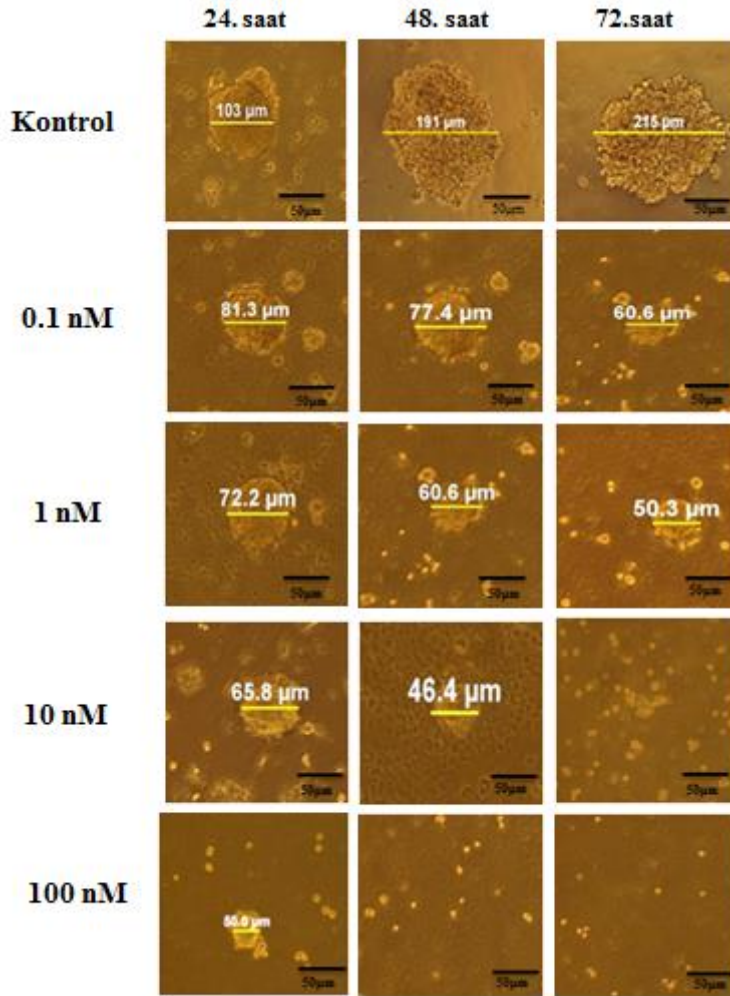 24. saat 48. saat 72.saat
Kontrol
103 µm 191 µm 215 µm
50µm 50µm 50µm
0.1 nM
81.3 µm 77.4 µm 60.6 µm
50µm 50µm 50µm
1 nM
72.2 µm 60.6 µm 50.3 µm
50µm 50µm 50µm
10 nM
65.8 µm 46.4 µm
50µm 50µm 50µm
100 nM
50.0 µm
50µm 50µm 50µm